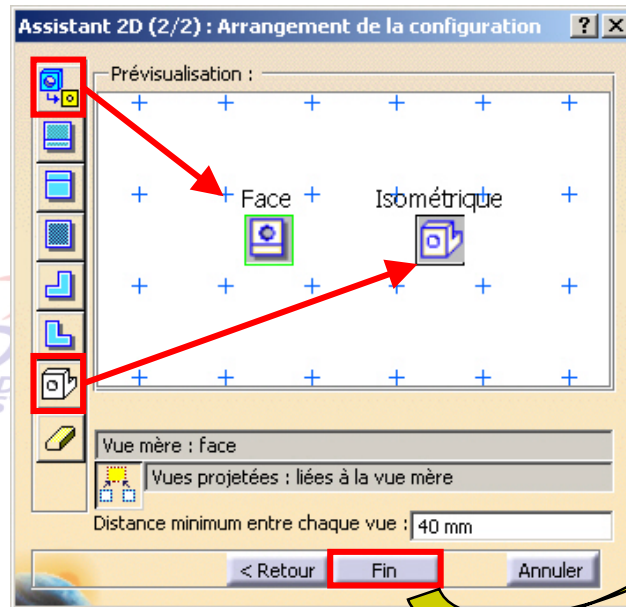 Assistant 2D (2/2) : Arrangement de la configuration
Prévisualisation :
Face
Isométrique
Vue mère : face
Vues projetées : liées à la vue mère
Distance minimum entre chaque vue : 40 mm
< Retour
Fin
Annuler